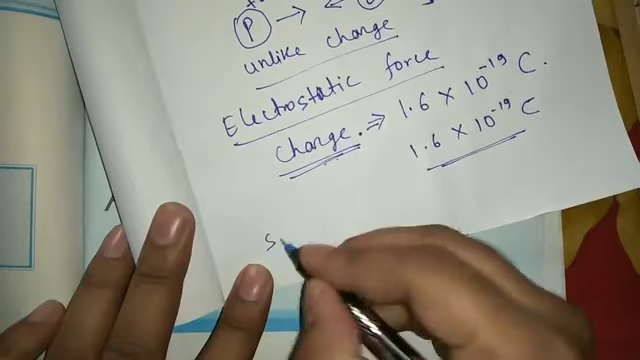 P → ←
unlike charge
Electrostatic force
charge. ⇒ 1.6 × 10⁻¹⁹ C.
1.6 × 10⁻¹⁹ C
S